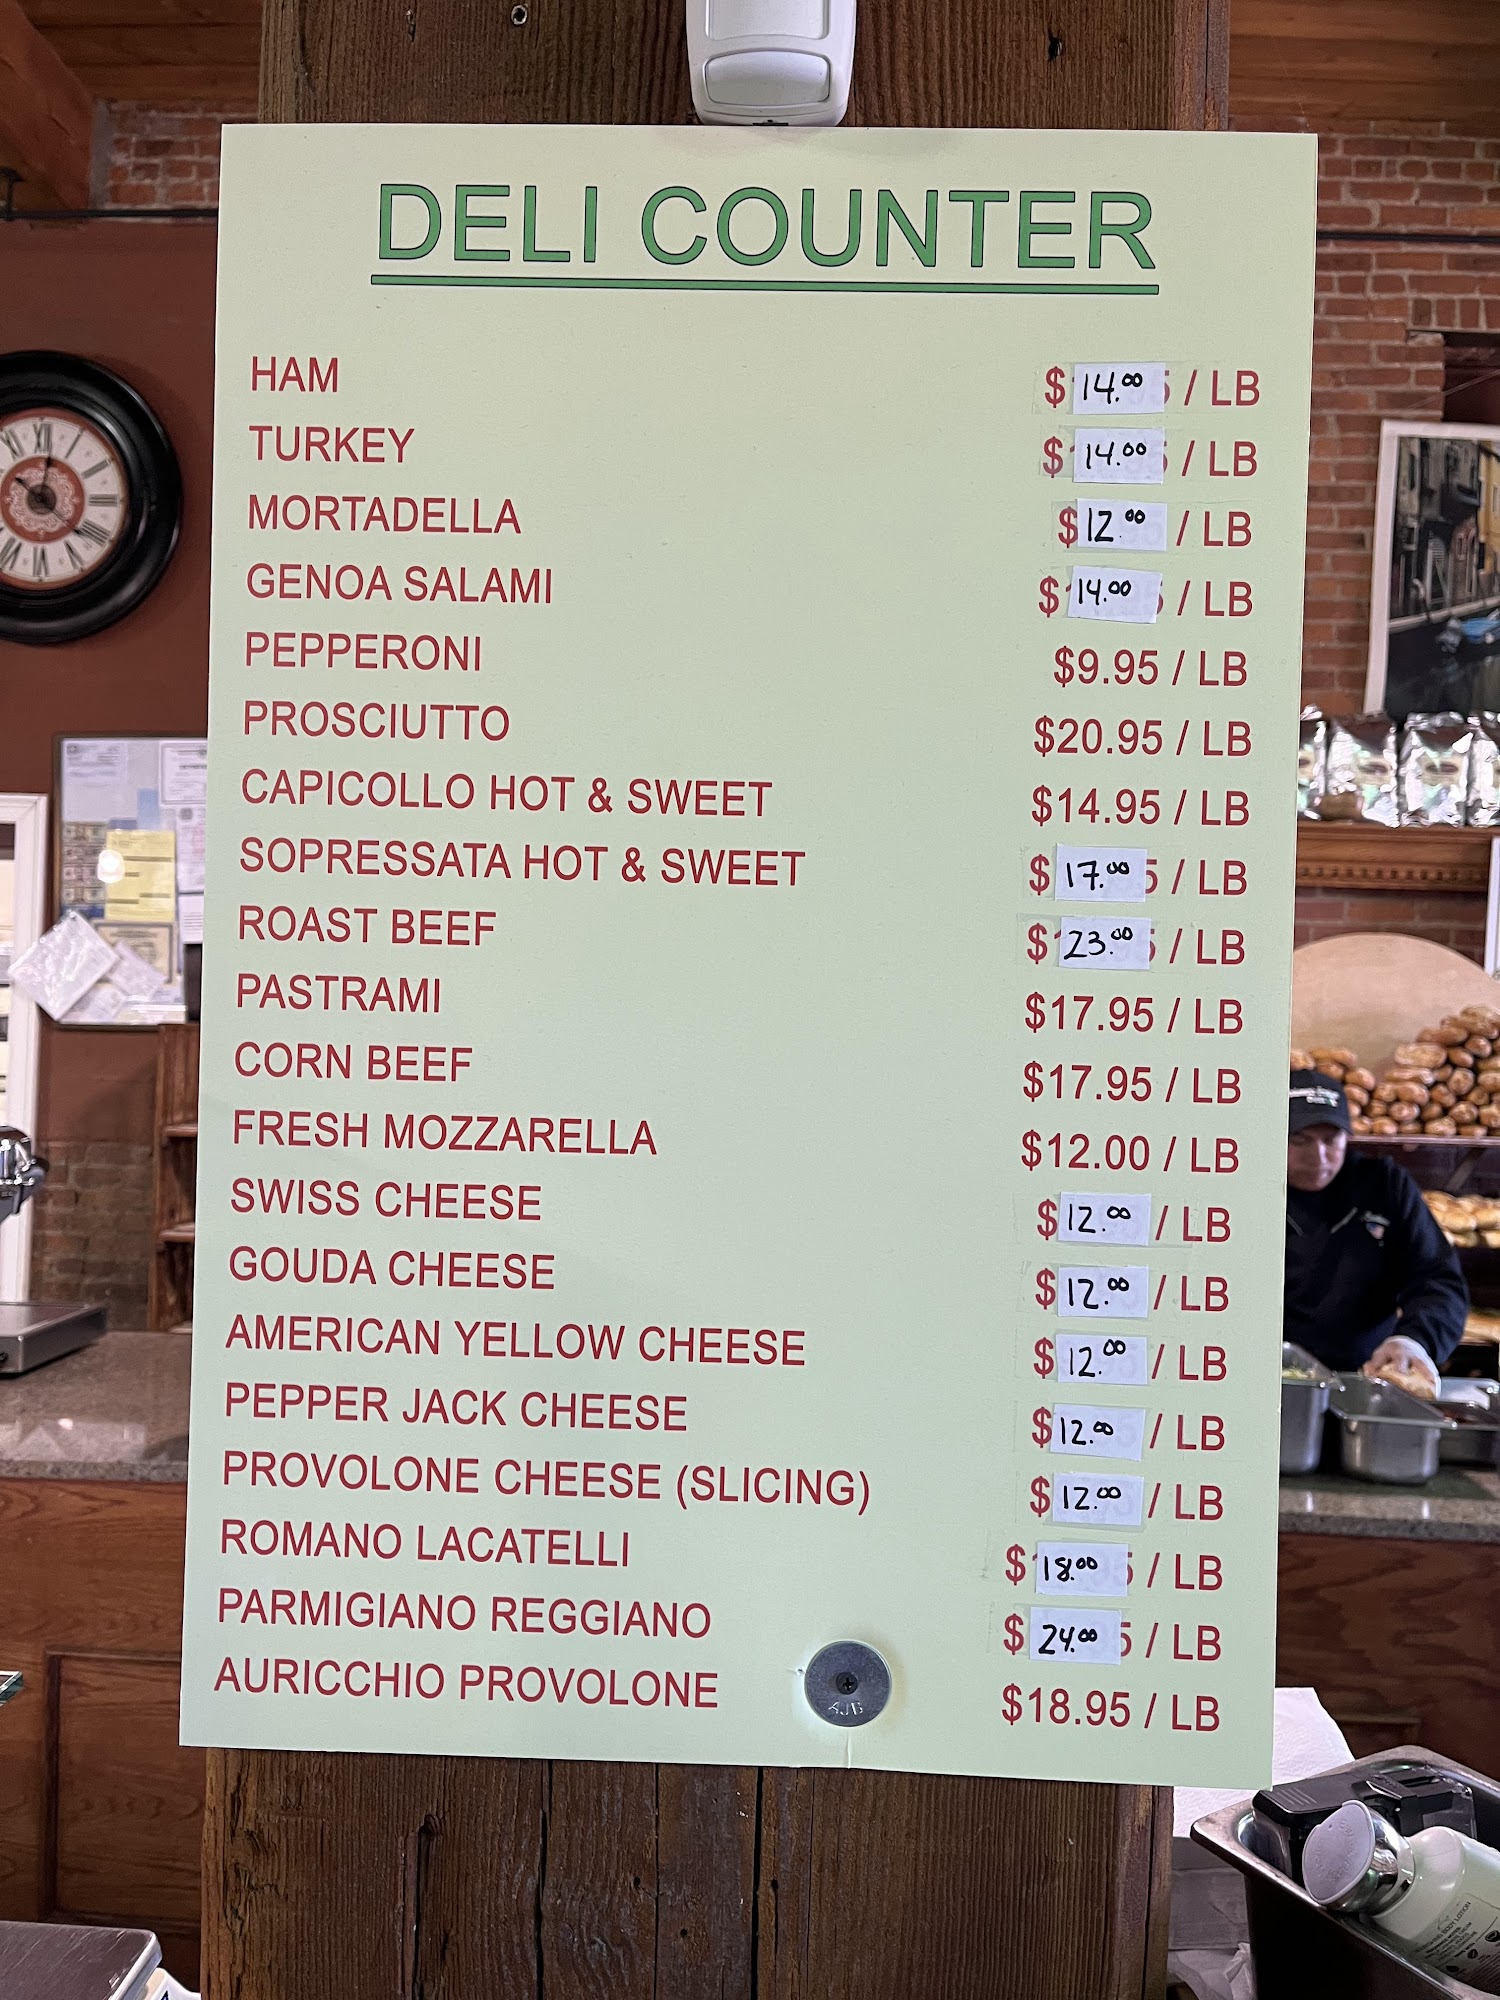 DELI COUNTER
HAM $14.00 / LB
TURKEY $14.00 / LB
MORTADELLA $12.00 / LB
GENOA SALAMI $14.00 / LB
PEPPERONI $9.95 / LB
PROSCIUTTO $20.95 / LB
CAPICOLLO HOT & SWEET $14.95 / LB
SOPRESSATA HOT & SWEET $17.00 / LB
ROAST BEEF $23.00 / LB
PASTRAMI $17.95 / LB
CORN BEEF $17.95 / LB
FRESH MOZZARELLA $12.00 / LB
SWISS CHEESE $12.00 / LB
GOUDA CHEESE $12.00 / LB
AMERICAN YELLOW CHEESE $12.00 / LB
PEPPER JACK CHEESE $12.00 / LB
PROVOLONE CHEESE (SLICING) $12.00 / LB
ROMANO LACATELLI $18.00 / LB
PARMIGIANO REGGIANO $24.00 / LB
AURICCHIO PROVOLONE $18.95 / LB
AJB